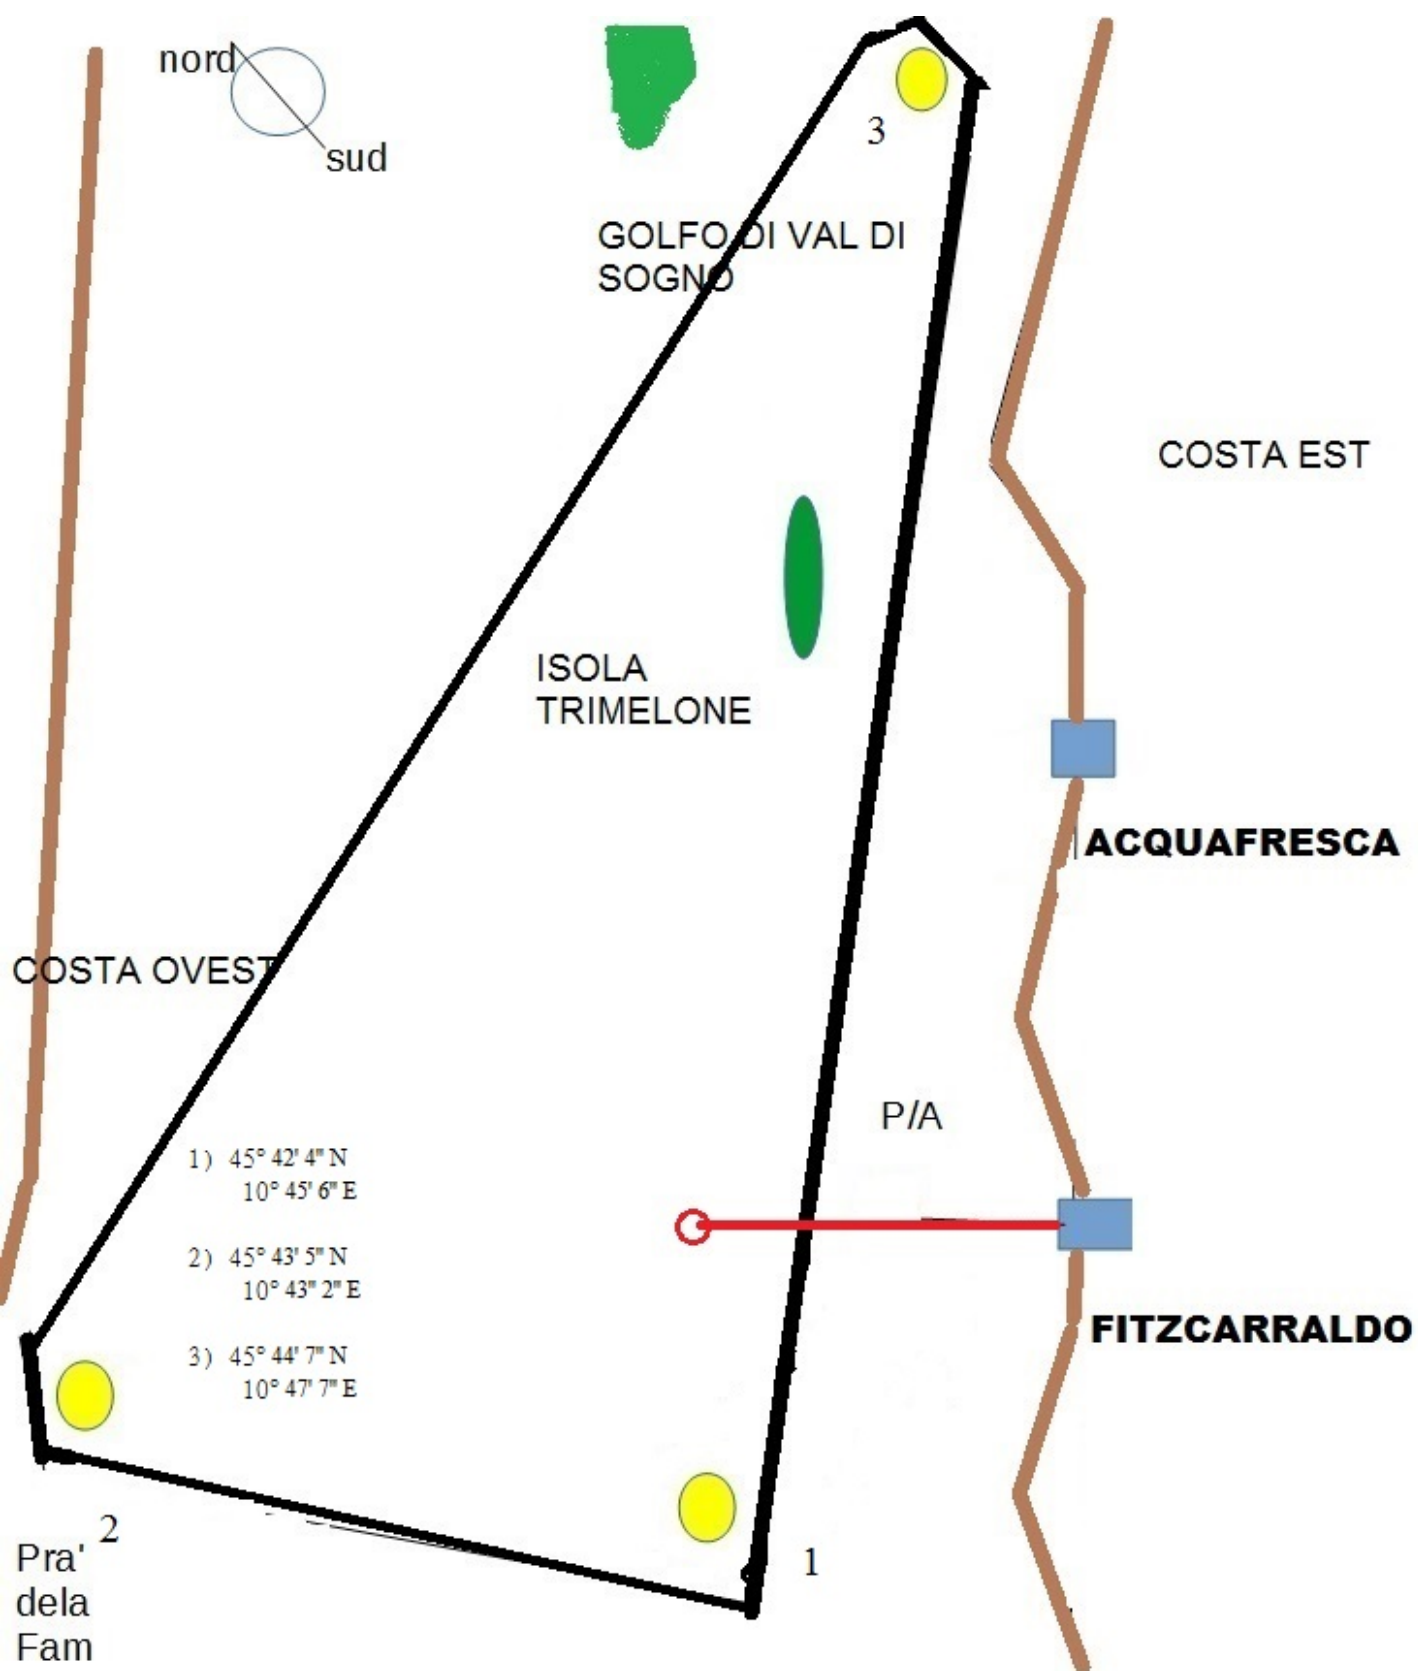 nord
sud
3
GOLFO DI VAL DI
SOGNO
COSTA EST
ISOLA
TRIMELONE
ACQUAFRESCA
COSTA OVEST
P/A
1) 45° 42' 4" N
10° 45' 6" E
2) 45° 43' 5" N
10° 43" 2" E
3) 45° 44' 7" N
10° 47' 7" E
FITZCARRALDO
2
1
Pra'
dela
Fam